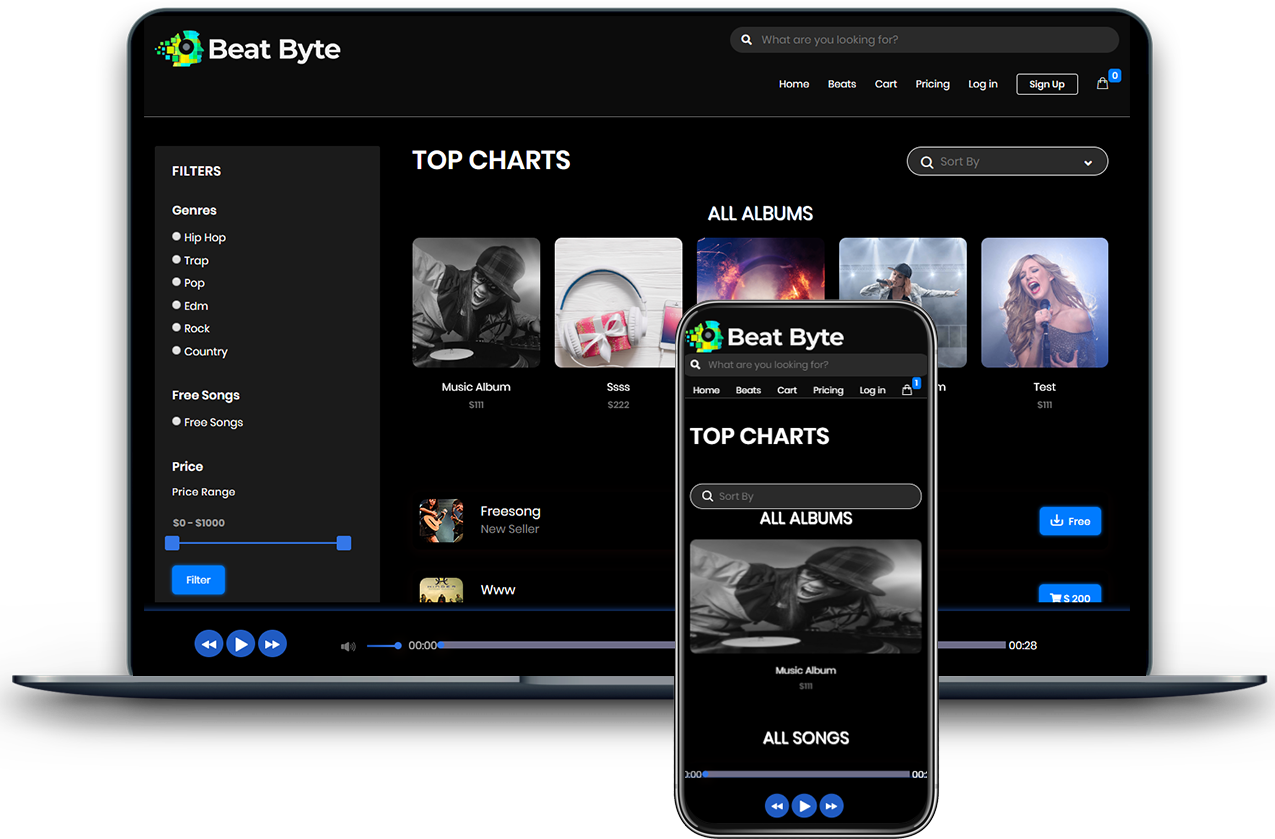 Beat Byte
What are you looking for?
Home Beats Cart Pricing Log in Sign Up 0
FILTERS
Genres
Hip Hop
Trap
Pop
Edm
Rock
Country
Free Songs
Free Songs
Price
Price Range
$0 - $1000
Filter
TOP CHARTS
Sort By
ALL ALBUMS
Music Album
$111
Ssss
$222
m
Test
$111
Freesong
New Seller
Free
Www
$ 200
00:00
00:28
Beat Byte
What are you looking for?
Home Beats Cart Pricing Log in 1
TOP CHARTS
Sort By
ALL ALBUMS
Music Album
$111
ALL SONGS
0:00 00: